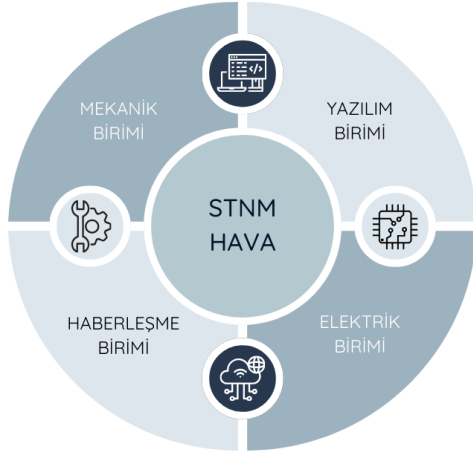 MEKANİK
BİRİMİ
YAZILIM
BİRİMİ
STNM
HAVA
HABERLEŞME
BİRİMİ
ELEKTRİK
BİRİMİ